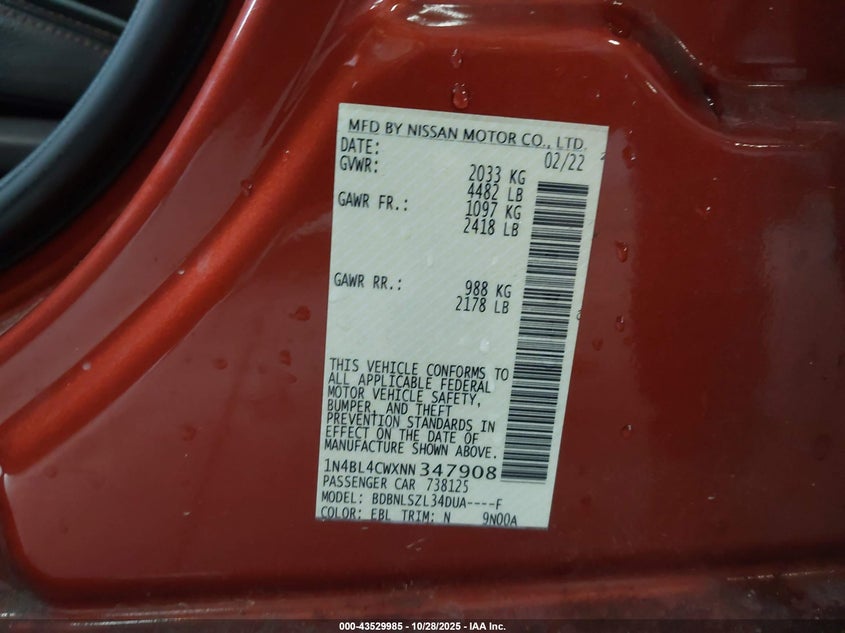 MFD BY NISSAN MOTOR CO., LTD.
DATE: 02/22
GVWR: 2033 KG
4482 LB
GAWR FR.: 1097 KG
2418 LB
GAWR RR.: 988 KG
2178 LB
THIS VEHICLE CONFORMS TO
ALL APPLICABLE FEDERAL
MOTOR VEHICLE SAFETY,
BUMPER, AND THEFT
PREVENTION STANDARDS IN
EFFECT ON THE DATE OF
MANUFACTURE SHOWN ABOVE.
1N4BL4CWXNN347908
PASSENGER CAR 738125
MODEL: BDBNLSZL34DUA----F
COLOR: EBL TRIM: N 9N00A
000-43529985 - 10/28/2025 - IAA Inc.